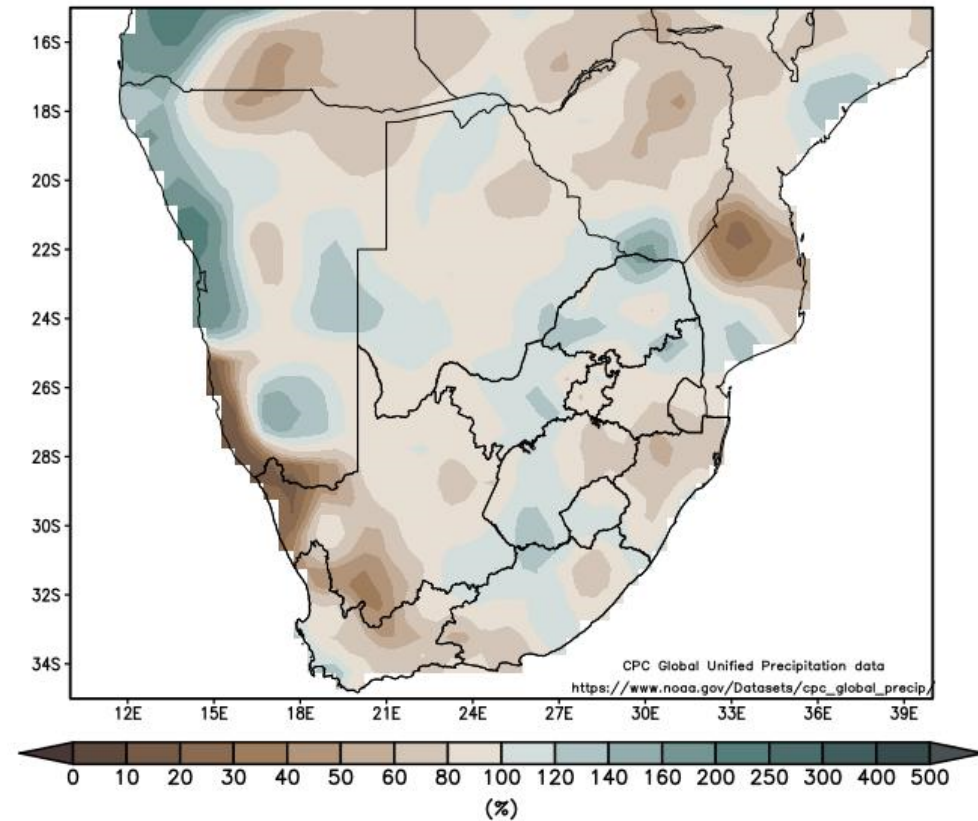 16S
18S
20S
22S
24S
26S
28S
30S
32S
34S
CPC Global Unified Precipitation data
https://www.noaa.gov/Datasets/cpc_global_precip/
12E 15E 18E 21E 24E 27E 30E 33E 36E 39E
0 10 20 30 40 50 60 80 100 120 140 160 200 250 300 400 500
(%)